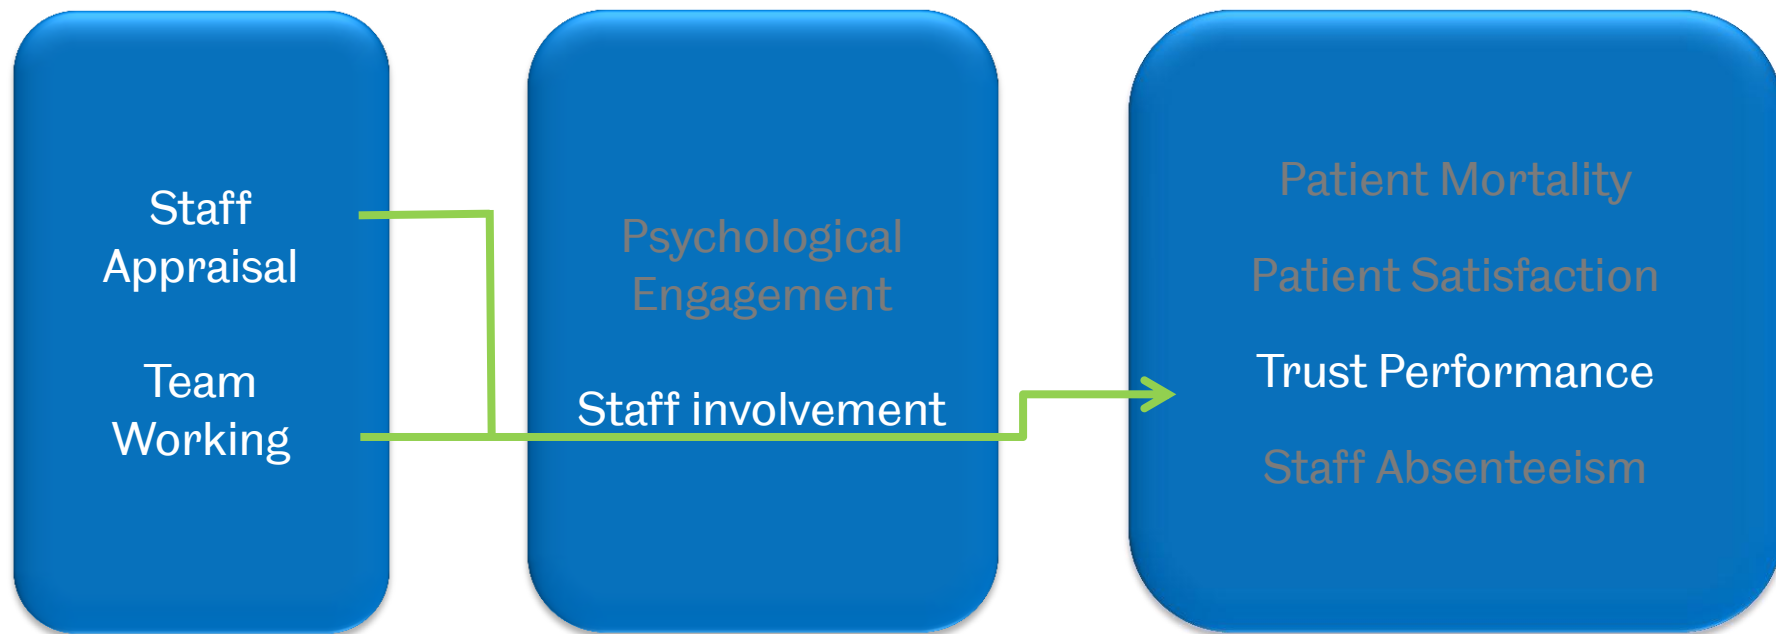 Staff
Appraisal
Team
Working
Psychological
Engagement
Staff involvement
Patient Mortality
Patient Satisfaction
Trust Performance
Staff Absenteeism